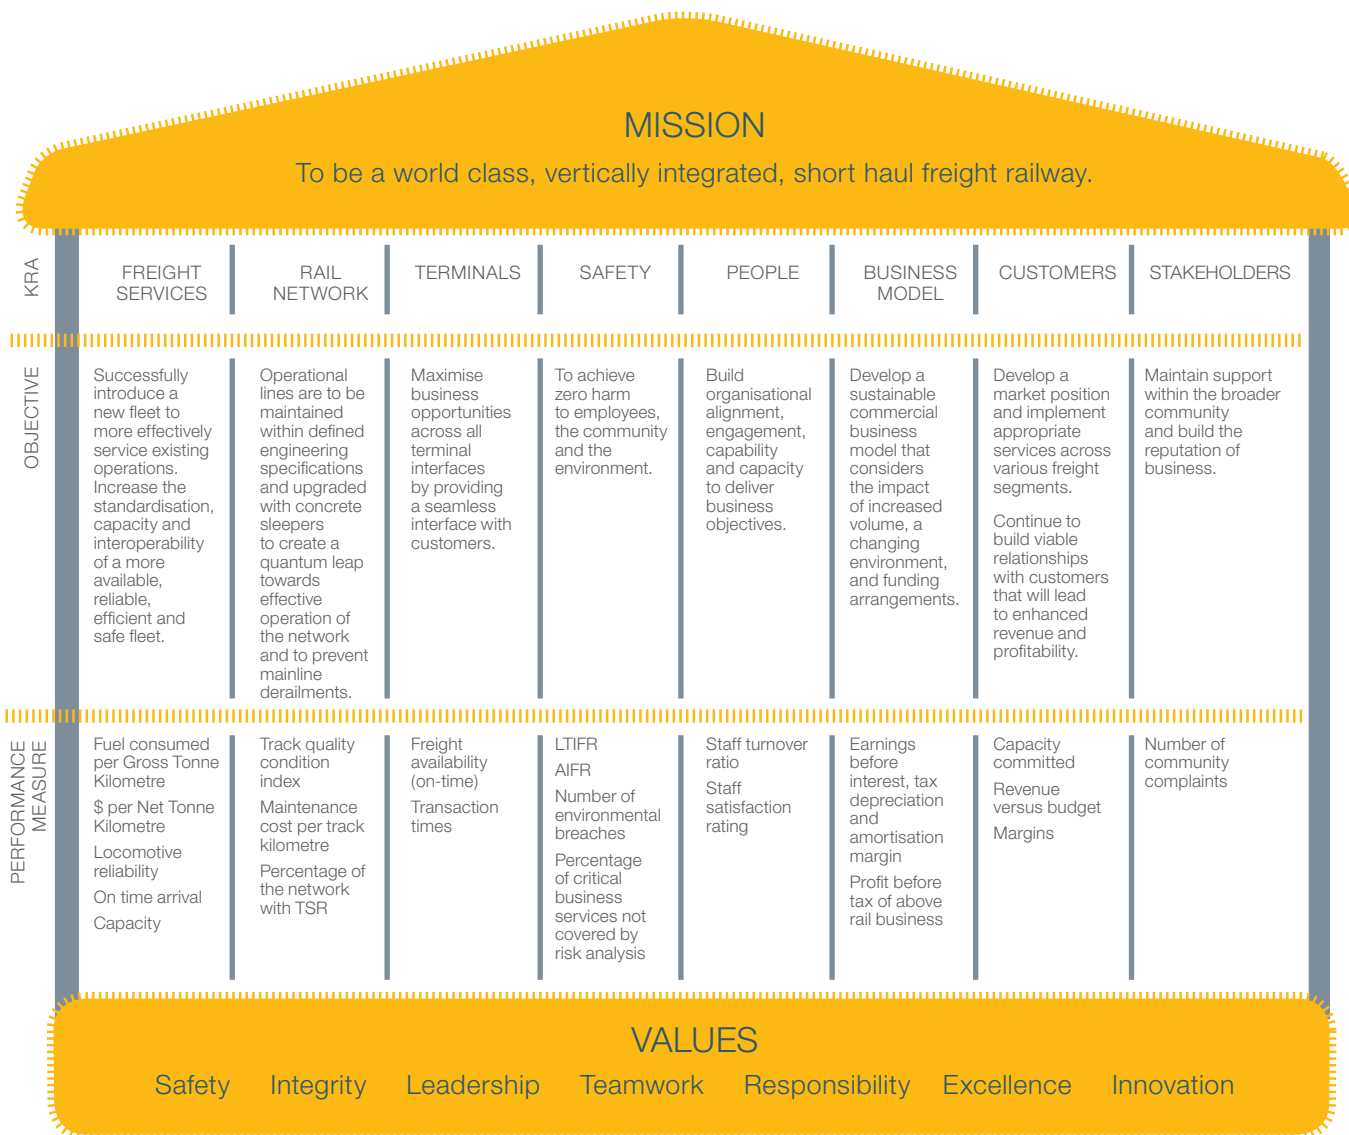 MISSION
To be a world class, vertically integrated, short haul freight railway.
KRA
FREIGHT
SERVICES
RAIL
NETWORK
TERMINALS
SAFETY
PEOPLE
BUSINESS
MODEL
CUSTOMERS
STAKEHOLDERS
OBJECTIVE
Successfully
introduce a
new fleet to
more effectively
service existing
operations.
Increase the
standardisation,
capacity and
interoperability
of a more
available,
reliable,
efficient and
safe fleet.
Operational
lines are to be
maintained
within defined
engineering
specifications
and upgraded
with concrete
sleepers
to create a
quantum leap
towards
effective
operation of
the network
and to prevent
mainline
derailments.
Maximise
business
opportunities
across all
terminal
interfaces
by providing
a seamless
interface with
customers.
To achieve
zero harm
to employees,
the community
and the
environment.
Build
organisational
alignment,
engagement,
capability
and capacity
to deliver
business
objectives.
Develop a
sustainable
commercial
business
model that
considers
the impact
of increased
volume, a
changing
environment,
and funding
arrangements.
Develop a
market position
and implement
appropriate
services across
various freight
segments.
Continue to
build viable
relationships
with customers
that will lead
to enhanced
revenue and
profitability.
Maintain support
within the broader
community
and build the
reputation of
business.
PERFORMANCE
MEASURE
Fuel consumed
per Gross Tonne
Kilometre
$ per Net Tonne
Kilometre
Locomotive
reliability
On time arrival
Capacity
Track quality
condition
index
Maintenance
cost per track
kilometre
Percentage of
the network
with TSR
Freight
availability
(on-time)
Transaction
times
LTIFR
AIFR
Number of
environmental
breaches
Percentage
of critical
business
services not
covered by
risk analysis
Staff turnover
ratio
Staff
satisfaction
rating
Earnings
before
interest, tax
depreciation
and
amortisation
margin
Profit before
tax of above
rail business
Capacity
committed
Revenue
versus budget
Margins
Number of
community
complaints
VALUES
Safety Integrity Leadership Teamwork Responsibility Excellence Innovation